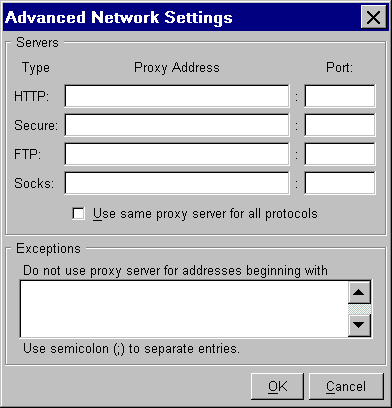 Advanced Network Settings
Servers
Type Proxy Address Port:
HTTP: :
Secure: :
FTP: :
Socks: :
Use same proxy server for all protocols
Exceptions
Do not use proxy server for addresses beginning with
Use semicolon (;) to separate entries.
OK Cancel